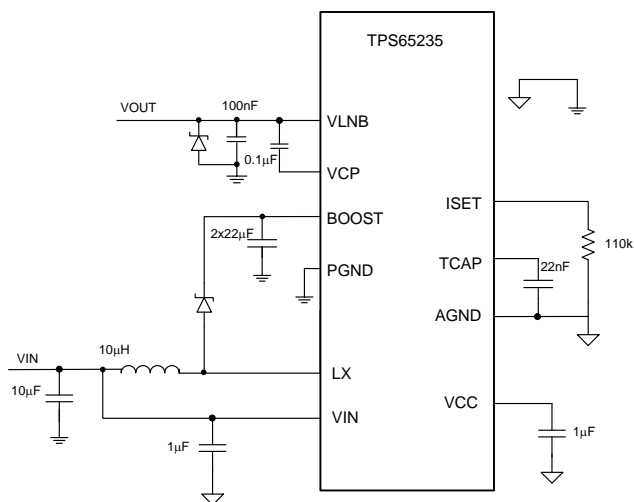 TPS65235
VOUT
100nF
VLNB
0.1μF
VCP
BOOST
2x22μF
ISET
110k
PGND
TCAP
22nF
AGND
VIN
10μH
LX
10μF
VIN
1μF
VCC
1μF